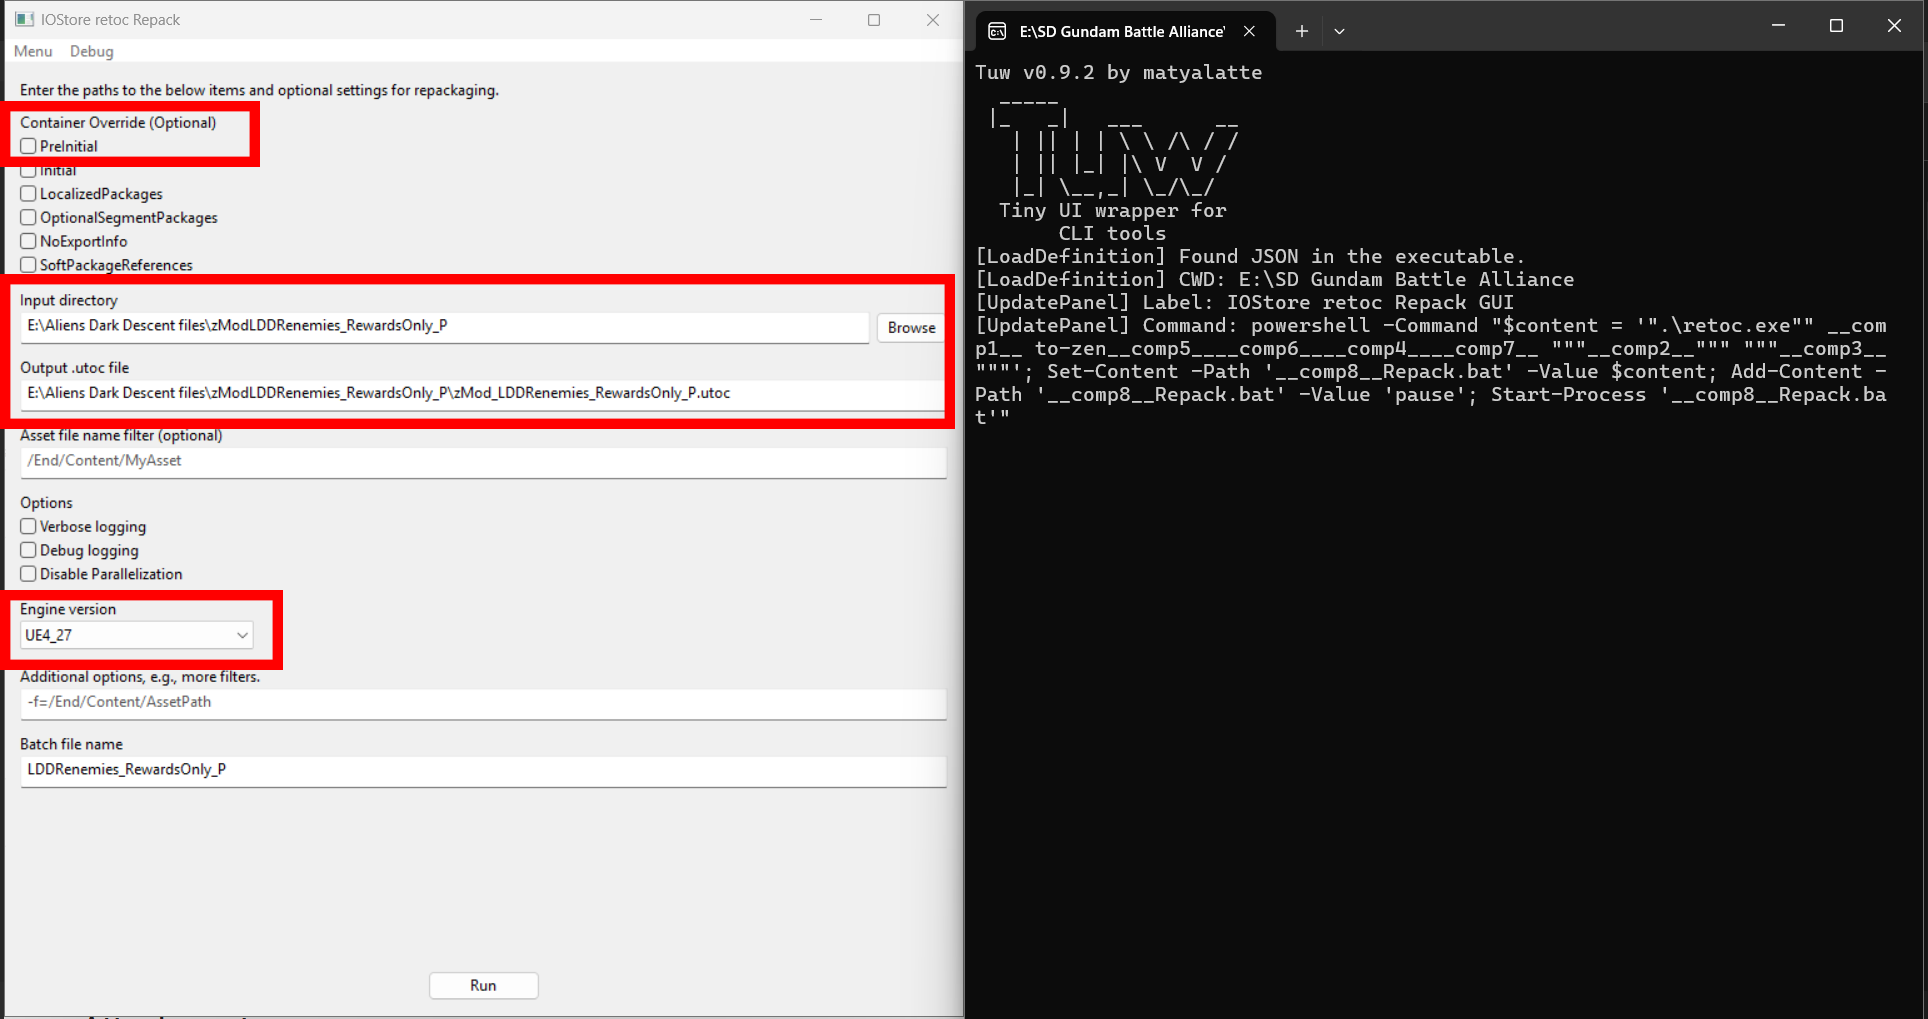 IOStore retoc Repack
Menu Debug
Enter the paths to the below items and optional settings for repackaging.
Container Override (Optional)
PreInitial
Initial
LocalizedPackages
OptionalSegmentPackages
NoExportInfo
SoftPackageReferences
Input directory
E:\Aliens Dark Descent files\zModLDDRenemies_RewardsOnly_P
Browse
Output .utoc file
E:\Aliens Dark Descent files\zModLDDRenemies_RewardsOnly_P\zMod_LDDRenemies_RewardsOnly_P.utoc
Asset file name filter (optional)
/End/Content/MyAsset
Options
Verbose logging
Debug logging
Disable Parallelization
Engine version
UE4_27
Additional options, e.g., more filters.
-f=/End/Content/AssetPath
Batch file name
LDDRenemies_RewardsOnly_P
Run
E:\SD Gundam Battle Alliance'
Tuw v0.9.2 by matyalatte
  _____
 |_   _|   ___      __
   | || | | \ \ /\ / /
   | || |_| |\ V  V /
   |_| \__,_| \_/\_/
  Tiny UI wrapper for
       CLI tools
[LoadDefinition] Found JSON in the executable.
[LoadDefinition] CWD: E:\SD Gundam Battle Alliance
[UpdatePanel] Label: IOStore retoc Repack GUI
[UpdatePanel] Command: powershell -Command "$content = '".\retoc.exe"" __com
p1__ to-zen__comp5____comp6____comp4____comp7__ """__comp2__""" """__comp3__
"""'; Set-Content -Path '__comp8__Repack.bat' -Value $content; Add-Content -
Path '__comp8__Repack.bat' -Value 'pause'; Start-Process '__comp8__Repack.ba
t'"